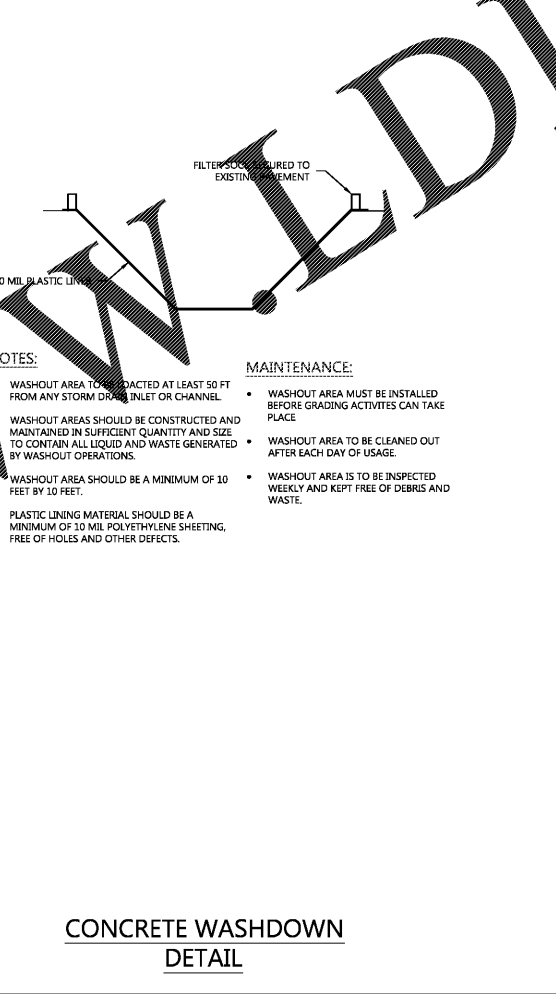 FILTER SOCK SECURED TO
EXISTING PAVEMENT
0 MIL PLASTIC LINER
OTES:
WASHOUT AREA TO BE LOACTED AT LEAST 50 FT
FROM ANY STORM DRAIN INLET OR CHANNEL.
WASHOUT AREAS SHOULD BE CONSTRUCTED AND
MAINTAINED IN SUFFICIENT QUANTITY AND SIZE
TO CONTAIN ALL LIQUID AND WASTE GENERATED
BY WASHOUT OPERATIONS.
WASHOUT AREA SHOULD BE A MINIMUM OF 10
FEET BY 10 FEET.
PLASTIC LINING MATERIAL SHOULD BE A
MINIMUM OF 10 MIL POLYETHYLENE SHEETING,
FREE OF HOLES AND OTHER DEFECTS.
MAINTENANCE:
• WASHOUT AREA MUST BE INSTALLED
BEFORE GRADING ACTIVITES CAN TAKE
PLACE
• WASHOUT AREA TO BE CLEANED OUT
AFTER EACH DAY OF USAGE.
• WASHOUT AREA IS TO BE INSPECTED
WEEKLY AND KEPT FREE OF DEBRIS AND
WASTE.
W.LD
CONCRETE WASHDOWN
DETAIL